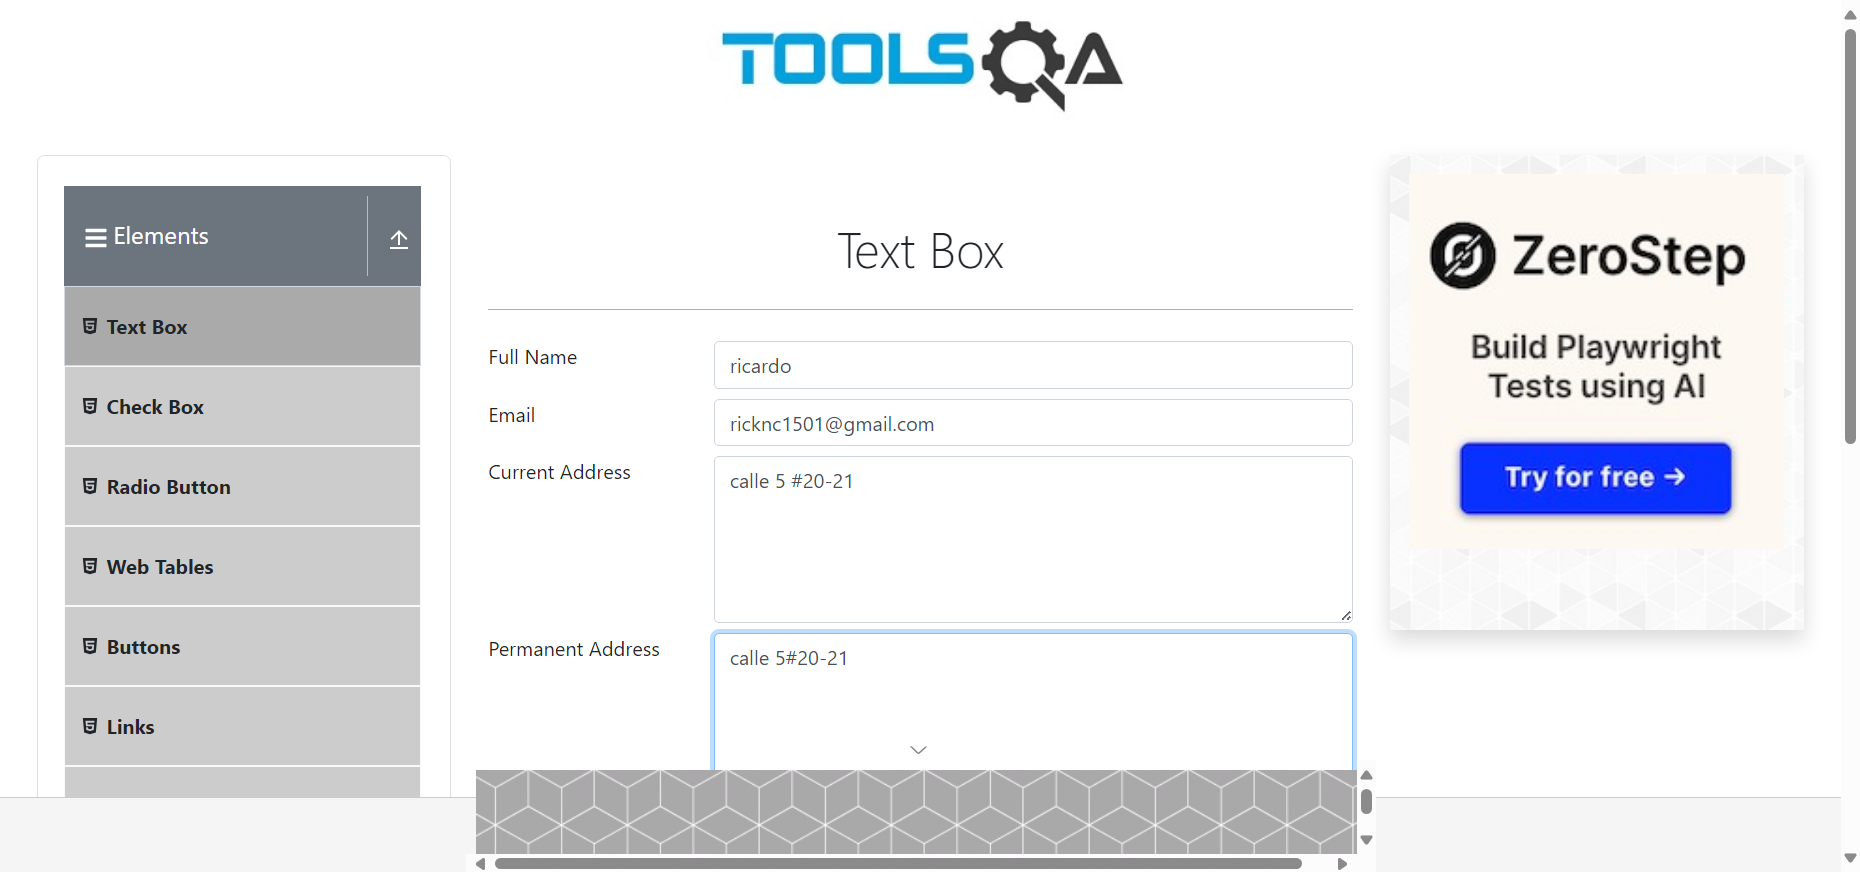 TOOLSQA
Elements
Text Box
Check Box
Radio Button
Web Tables
Buttons
Links
Text Box
Full Name
ricardo
Email
ricknc1501@gmail.com
Current Address
calle 5 #20-21
Permanent Address
calle 5#20-21
ZeroStep
Build Playwright
Tests using AI
Try for free →